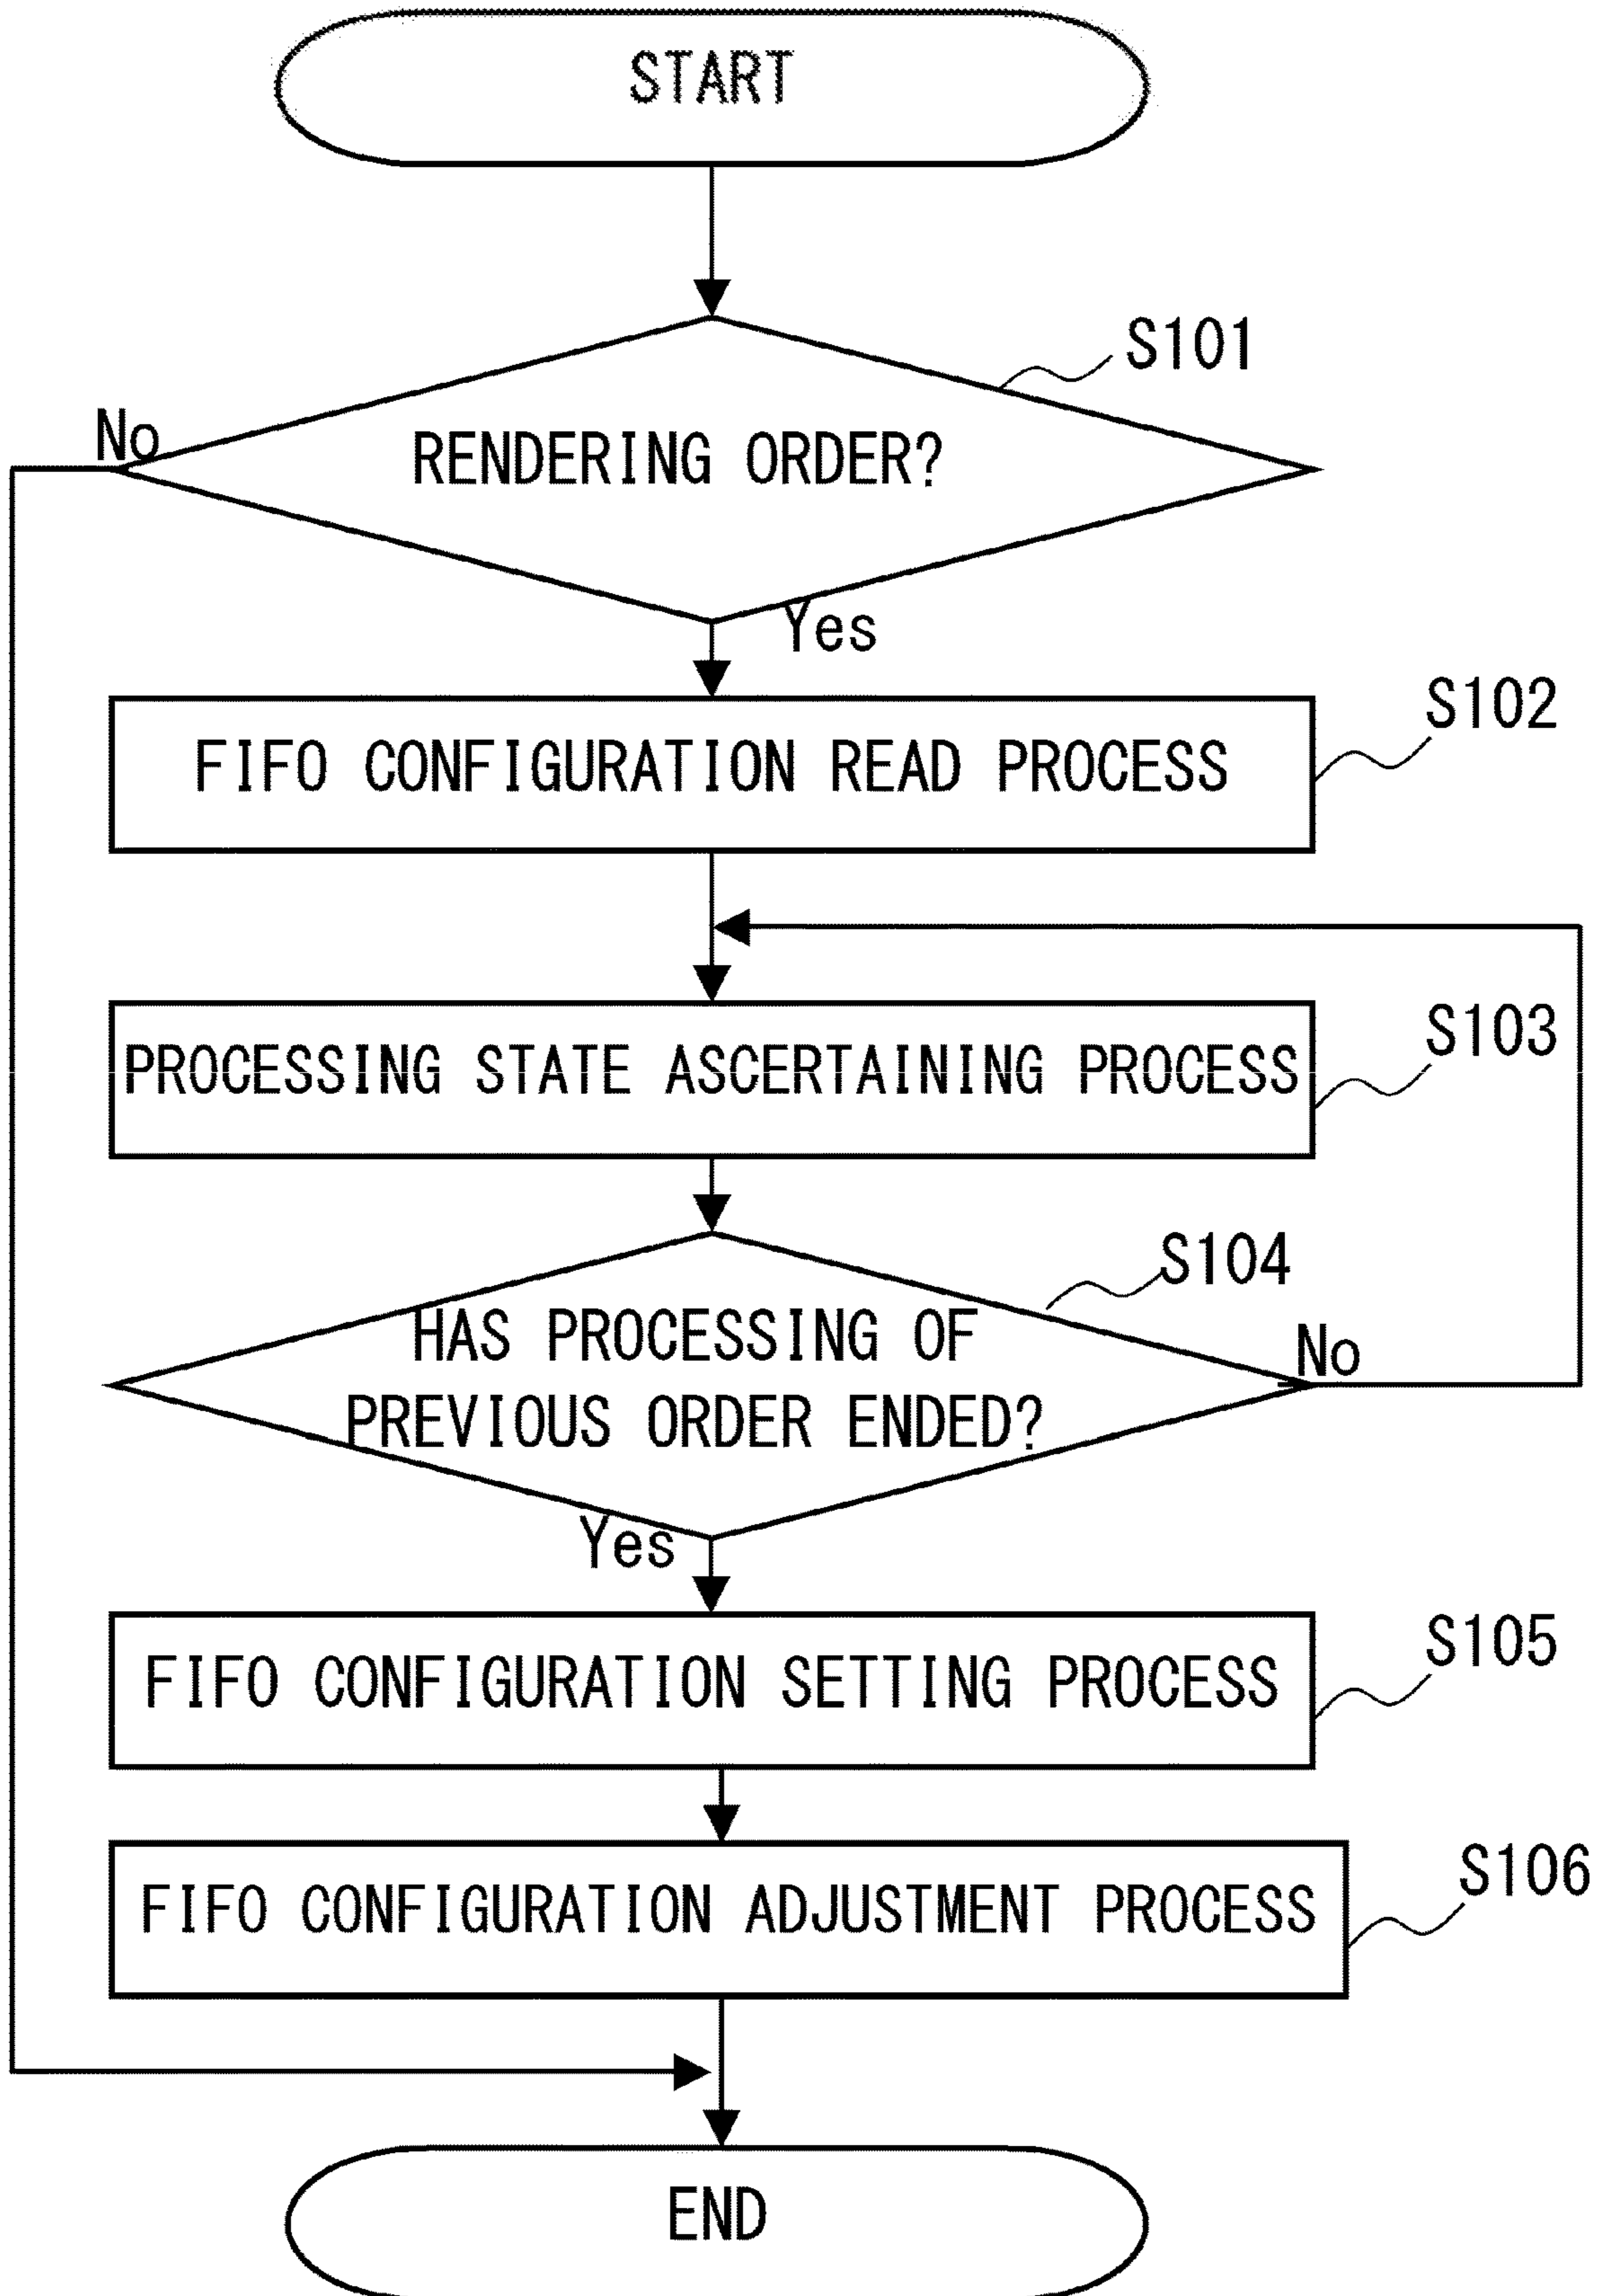 START
S101
No
RENDERING ORDER?
Yes
S102
FIFO CONFIGURATION READ PROCESS
S103
PROCESSING STATE ASCERTAINING PROCESS
S104
HAS PROCESSING OF
PREVIOUS ORDER ENDED?
No
Yes
S105
FIFO CONFIGURATION SETTING PROCESS
S106
FIFO CONFIGURATION ADJUSTMENT PROCESS
END